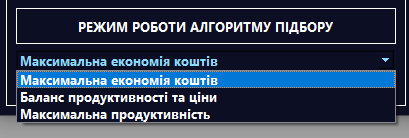 РЕЖИМ РОБОТИ АЛГОРИТМУ ПІДБОРУ
Максимальна економія коштів
Максимальна економія коштів
Баланс продуктивності та ціни
Максимальна продуктивність